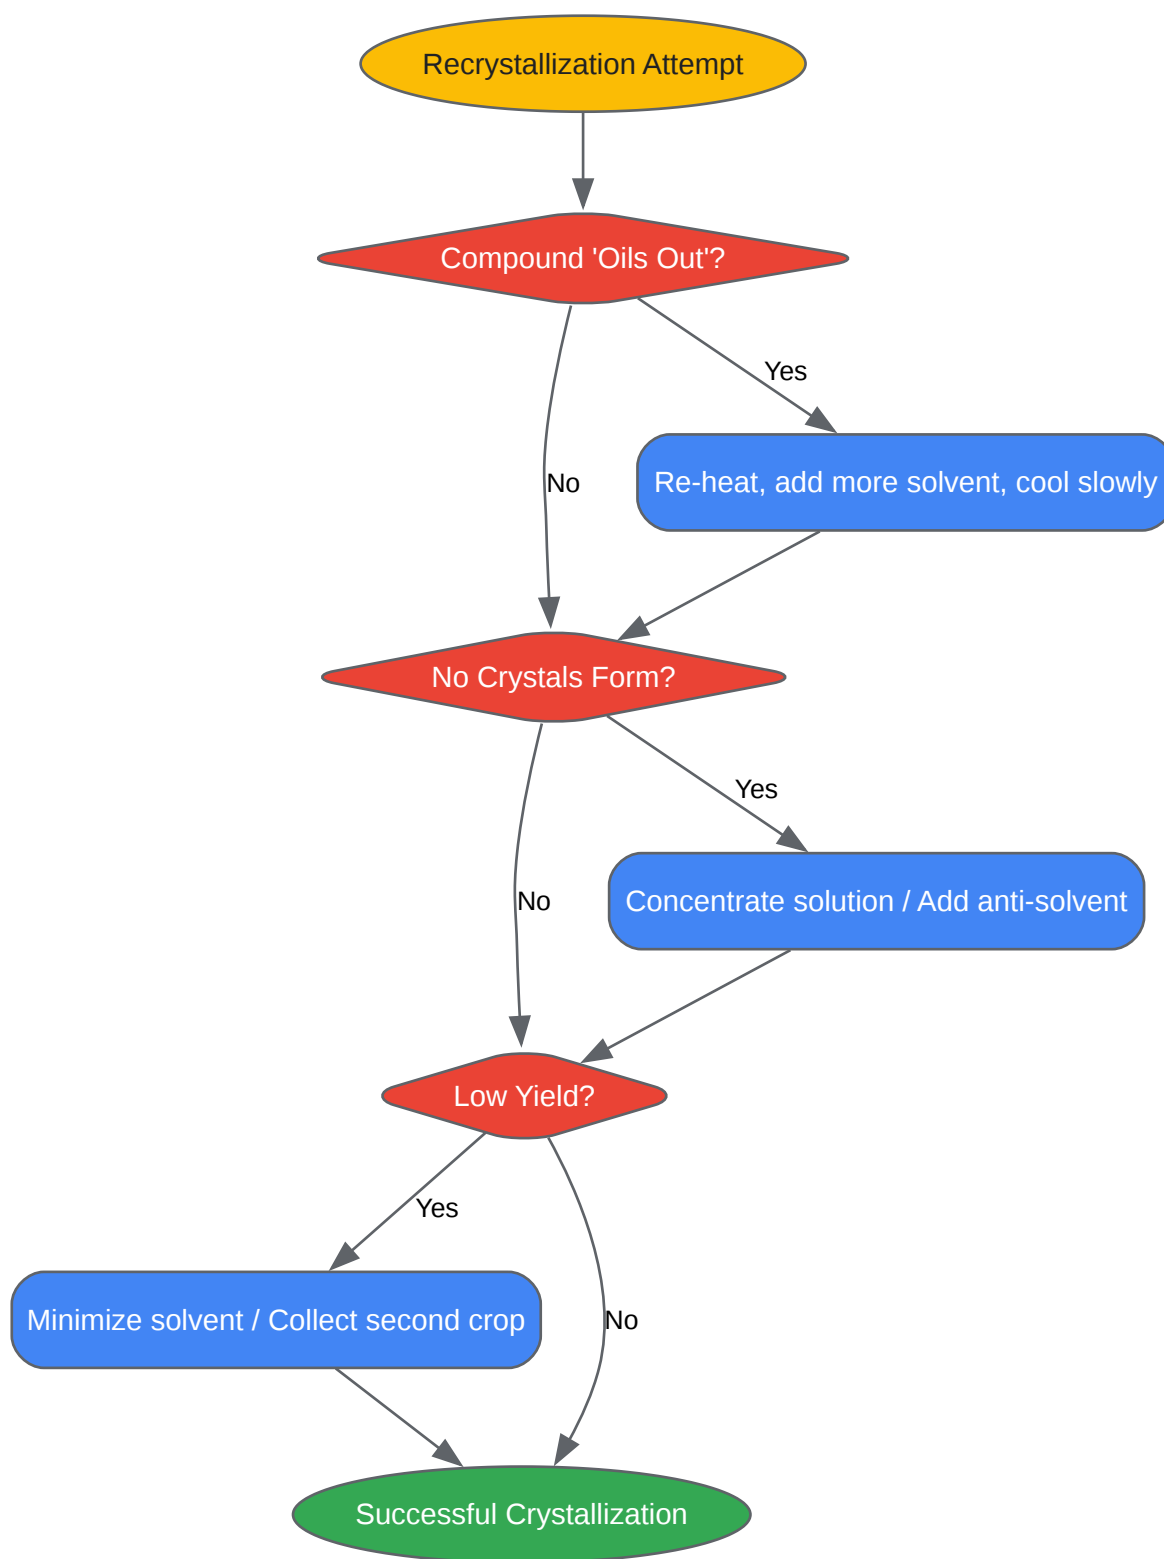 Recrystallization Attempt
Compound 'Oils Out'?
Yes
No
Re-heat, add more solvent, cool slowly
No Crystals Form?
Yes
No
Concentrate solution / Add anti-solvent
Low Yield?
Yes
No
Minimize solvent / Collect second crop
Successful Crystallization